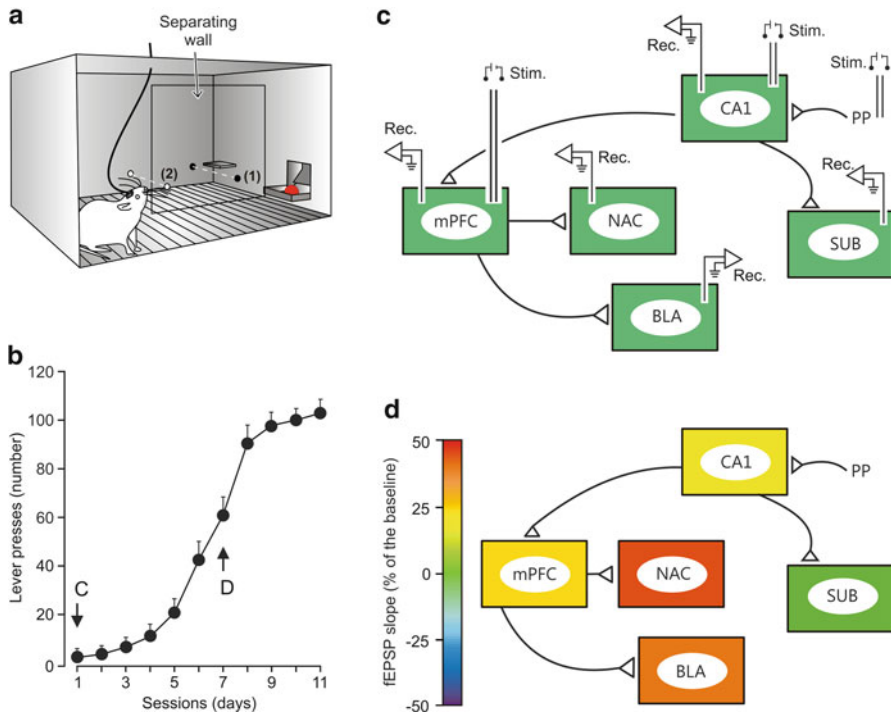 a
Separating
wall
(2)
(1)
b
120
100
80
60
40
20
0
Lever presses (number)
C
D
1
3
5
7
9
11
Sessions (days)
c
Rec.
Stim.
Stim.
CA1
PP
Rec.
Stim.
Rec.
Rec.
mPFC
NAC
SUB
BLA
Rec.
d
50
25
0
-25
-50
fEPSP slope (% of the baseline)
CA1
PP
mPFC
NAC
SUB
BLA